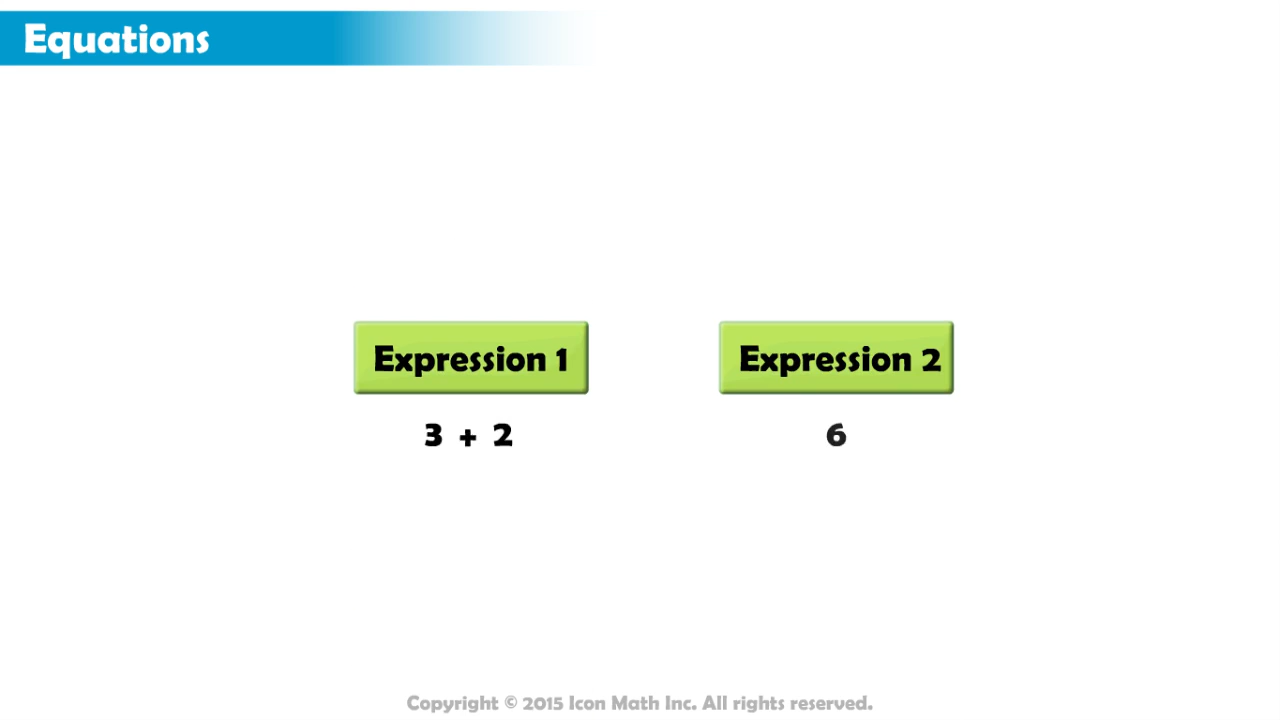 Equations
Expression 1
Expression 2
3 + 2
6
Copyright © 2015 Icon Math Inc. All rights reserved.